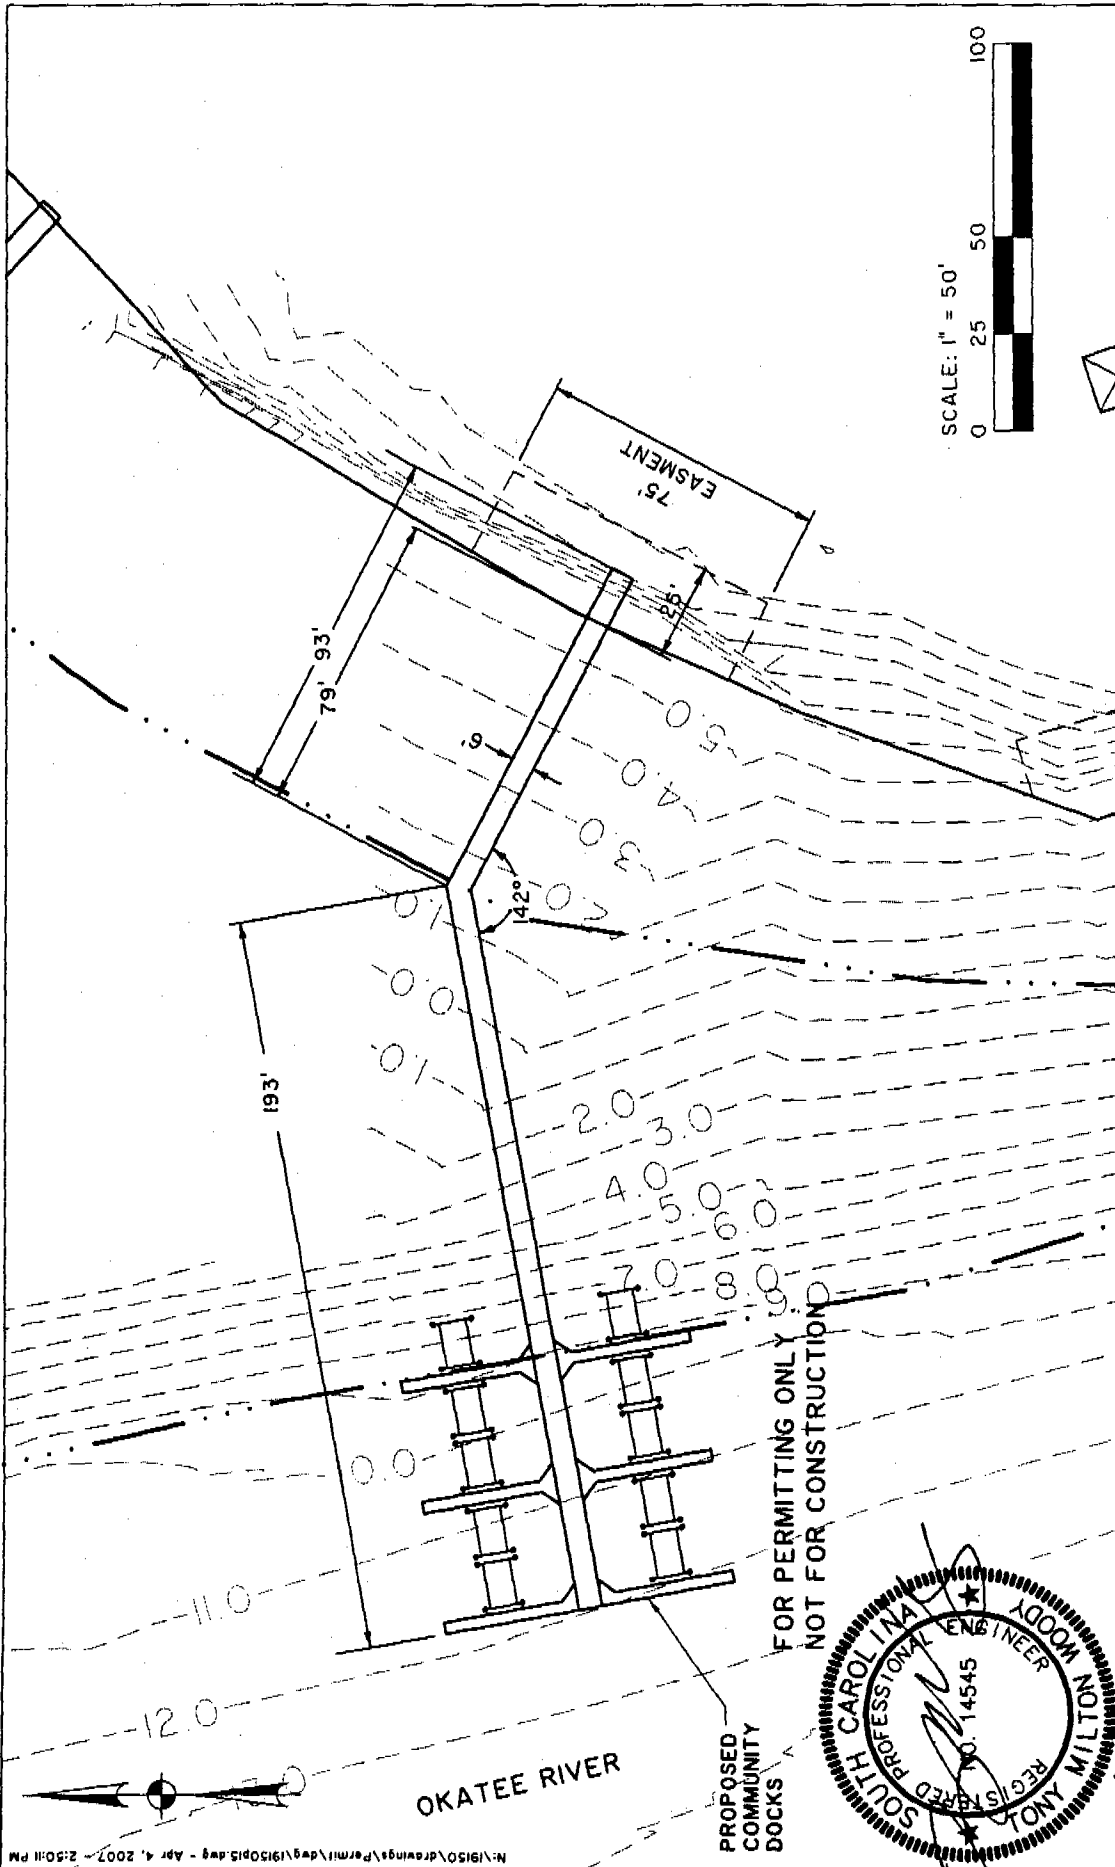 SCALE: 1" = 50'
0 25 50 100
93'
79'
75'
EASMENT
25'
6'
142°
193'
5.0
4.0
3.0
2.0
1.0
0.0
-1.0
-2.0
3.0
4.0
5.0
6.0
7.0
8.0
9.0
0.0
-11.0
-12.0
FOR PERMITTING ONLY
NOT FOR CONSTRUCTION
PROPOSED
COMMUNITY
DOCKS
OKATEE RIVER
SOUTH CAROLINA
REGISTERED PROFESSIONAL ENGINEER
NO. 14545
TONY MILTON WOODY
N:\19150\drawings\Permit\dwg\19150p15.dwg - Apr 4, 2007 - 2:50:11 PM